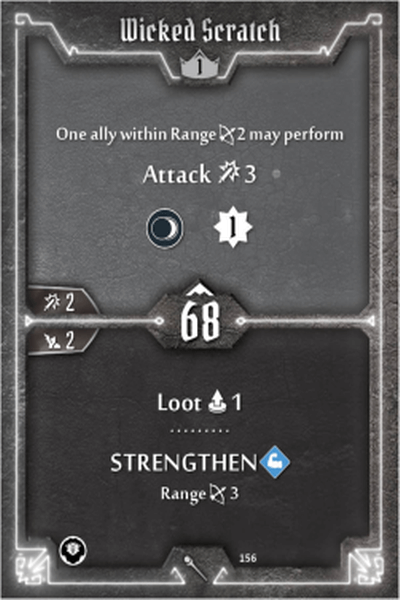 Wicked Scratch
1
One ally within Range 2 may perform
Attack 3
1
2
68
2
Loot 1
STRENGTHEN
Range 3
156